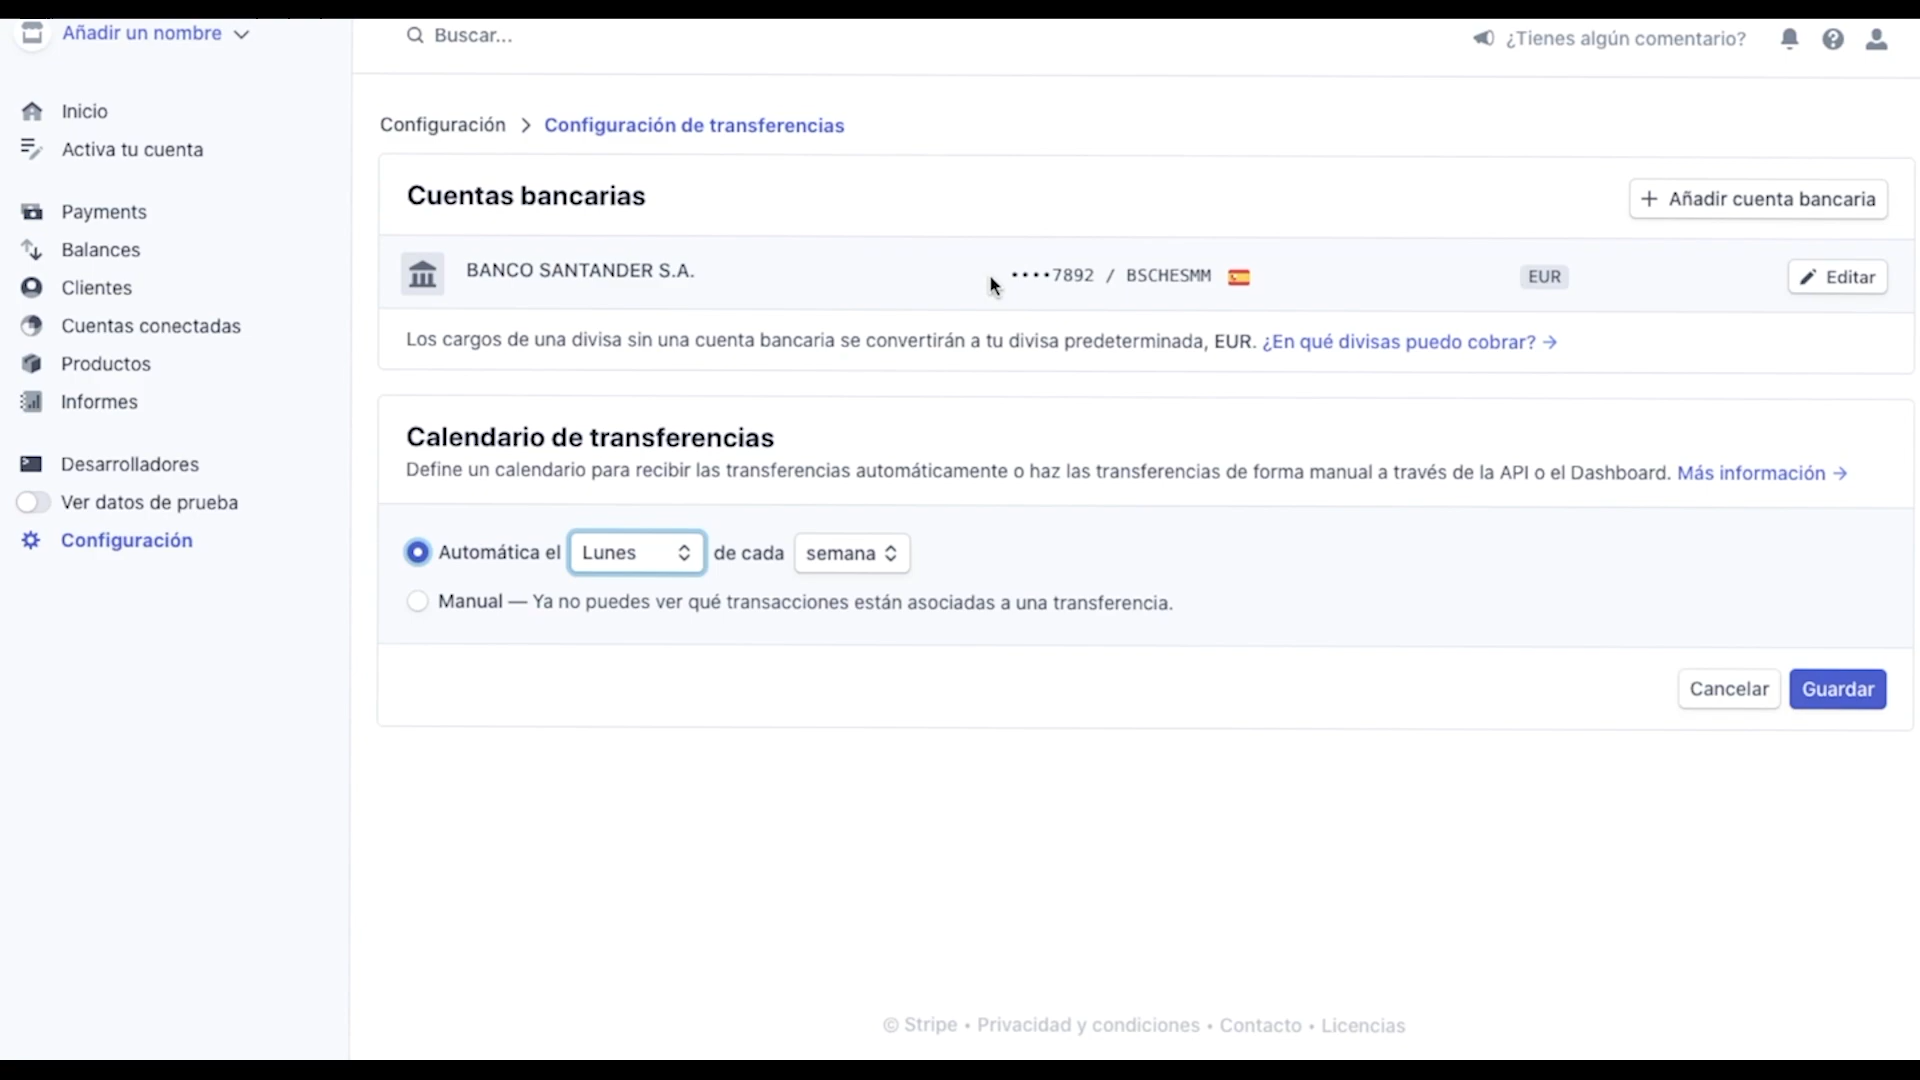 Añadir un nombre
Buscar...
¿Tienes algún comentario?
Inicio
Activa tu cuenta
Payments
Balances
Clientes
Cuentas conectadas
Productos
Informes
Desarrolladores
Ver datos de prueba
Configuración
Configuración > Configuración de transferencias
Cuentas bancarias
+ Añadir cuenta bancaria
BANCO SANTANDER S.A.
••••7892 / BSCHESMM
EUR
Editar
Los cargos de una divisa sin una cuenta bancaria se convertirán a tu divisa predeterminada, EUR. ¿En qué divisas puedo cobrar? →
Calendario de transferencias
Define un calendario para recibir las transferencias automáticamente o haz las transferencias de forma manual a través de la API o el Dashboard. Más información →
Automática el Lunes de cada semana
Manual — Ya no puedes ver qué transacciones están asociadas a una transferencia.
Cancelar
Guardar
© Stripe • Privacidad y condiciones • Contacto • Licencias